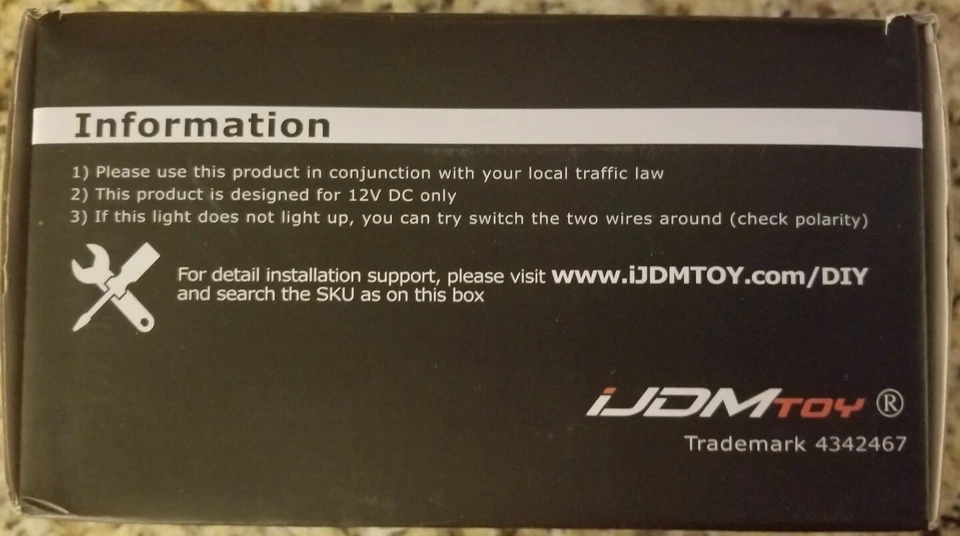 Information
1) Please use this product in conjunction with your local traffic law
2) This product is designed for 12V DC only
3) If this light does not light up, you can try switch the two wires around (check polarity)
For detail installation support, please visit www.iJDMTOY.com/DIY
and search the SKU as on this box
iJDMTOY ®
Trademark 4342467